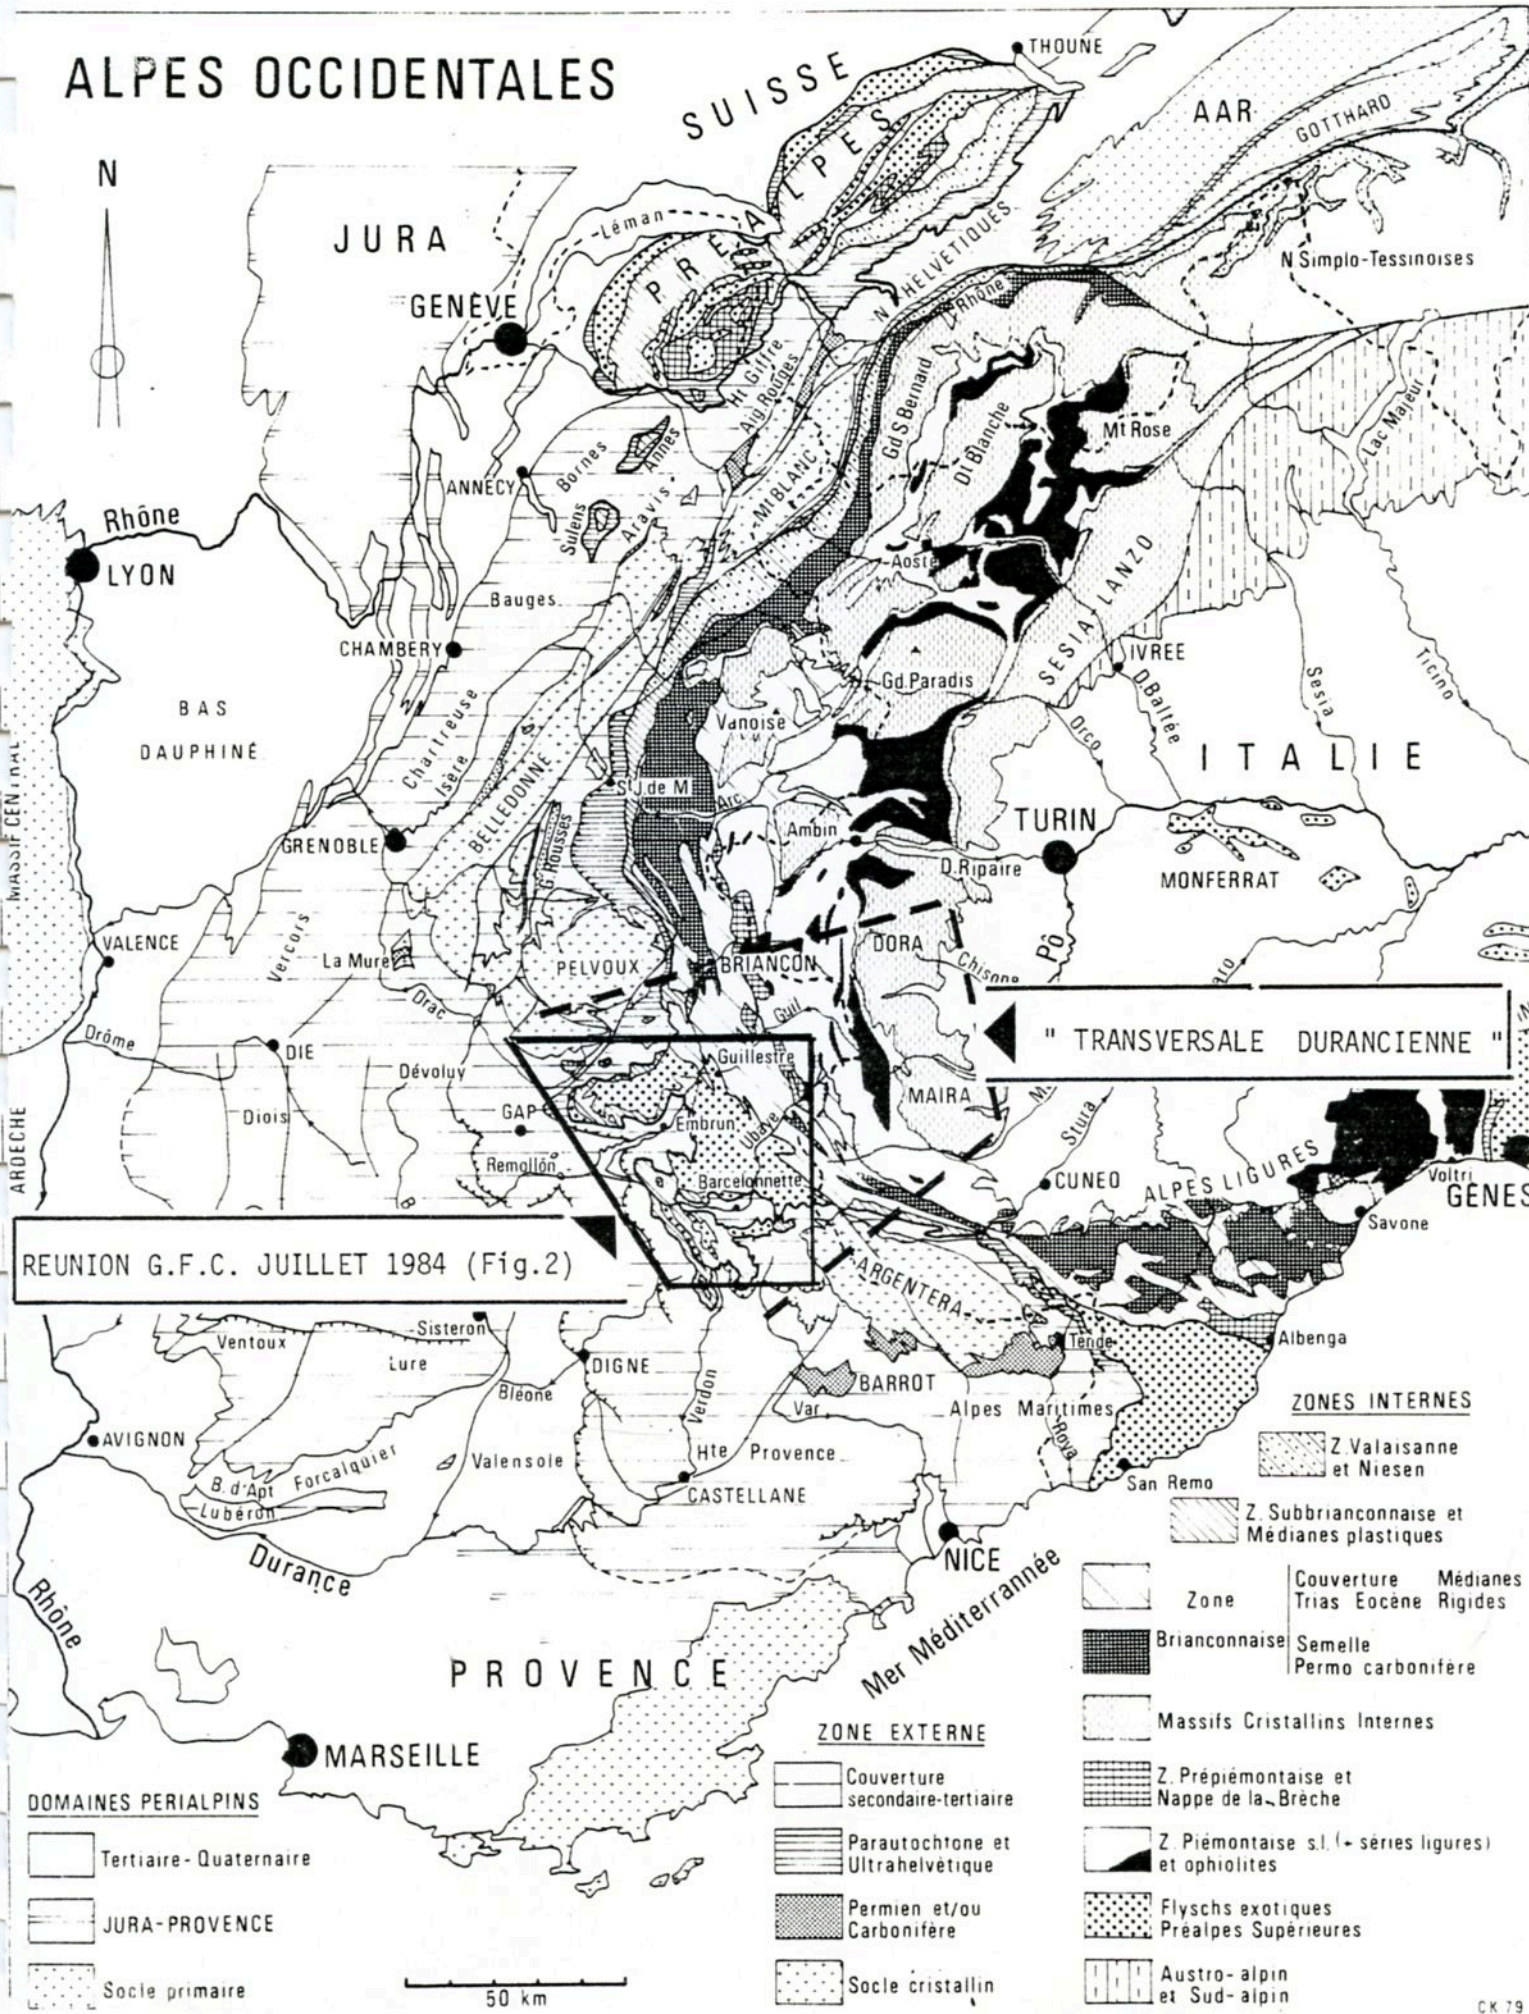 ALPES OCCIDENTALES
N
SUISSE
THOUNE
AAR
GOTTHARD
JURA
Léman
PREALPES
N. HELVETIQUES
N Simplo-Tessinoises
GENÈVE
Rhône
Ht Giffre
Aig Rouges
Gd S Bernard
Dt Blanche
Mt Rose
Lac Majeur
ANNECY
Bornes
Annes
Sulens
Aravis
Mt BLANC
Rhône
LYON
Aoste
SESIA LANZO
Bauges
CHAMBERY
IVREE
Gd.Paradis
D.Baltée
Orco
Sesia
Ticino
BAS
DAUPHINÉ
Chartreuse
Isère
Vanoise
ITALIE
MASSIF CENTRAL
BELLEDONNE
St J.de M
Arc
Ambin
TURIN
GRENOBLE
G.Rousses
D.Ripaire
MONFERRAT
VALENCE
Vercors
La Mure
PELVOUX
BRIANCON
DORA
Chisone
Pô
Drac
Guil
Drôme
DIE
Dévoluy
Guillestre
" TRANSVERSALE DURANCIENNE "
MAIRA
Diois
GAP
Embrun
Ubaye
Stura
ARDECHE
Remollon
Barcelonnette
CUNEO
ALPES LIGURES
Voltri
GÊNES
Savone
REUNION G.F.C. JUILLET 1984 (Fig.2)
ARGENTERA
Ventoux
Sisteron
Lure
Tende
Albenga
DIGNE
Bléone
BARROT
Verdon
Var
Alpes Maritimes
Roya
AVIGNON
Valensole
Hte Provence
B. d'Apt
Forcalquier
Lubéron
CASTELLANE
San Remo
Durance
NICE
Rhône
Mer Méditerrannée
PROVENCE
MARSEILLE
ZONES INTERNES
Z.Valaisanne
et Niesen
Z. Subbrianconnaise et
Médianes plastiques
Zone
Brianconnaise
Couverture Médianes
Trias Eocène Rigides
Semelle
Permo carbonifère
Massifs Cristallins Internes
Z. Prépiémontaise et
Nappe de la Brèche
Z. Piémontaise s.l. (+ séries ligures)
et ophiolites
Flyschs exotiques
Préalpes Supérieures
Austro-alpin
et Sud-alpin
ZONE EXTERNE
Couverture
secondaire-tertiaire
Parautochtone et
Ultrahelvétique
Permien et/ou
Carbonifère
Socle cristallin
DOMAINES PERIALPINS
Tertiaire-Quaternaire
JURA-PROVENCE
Socle primaire
50 km
CK 79